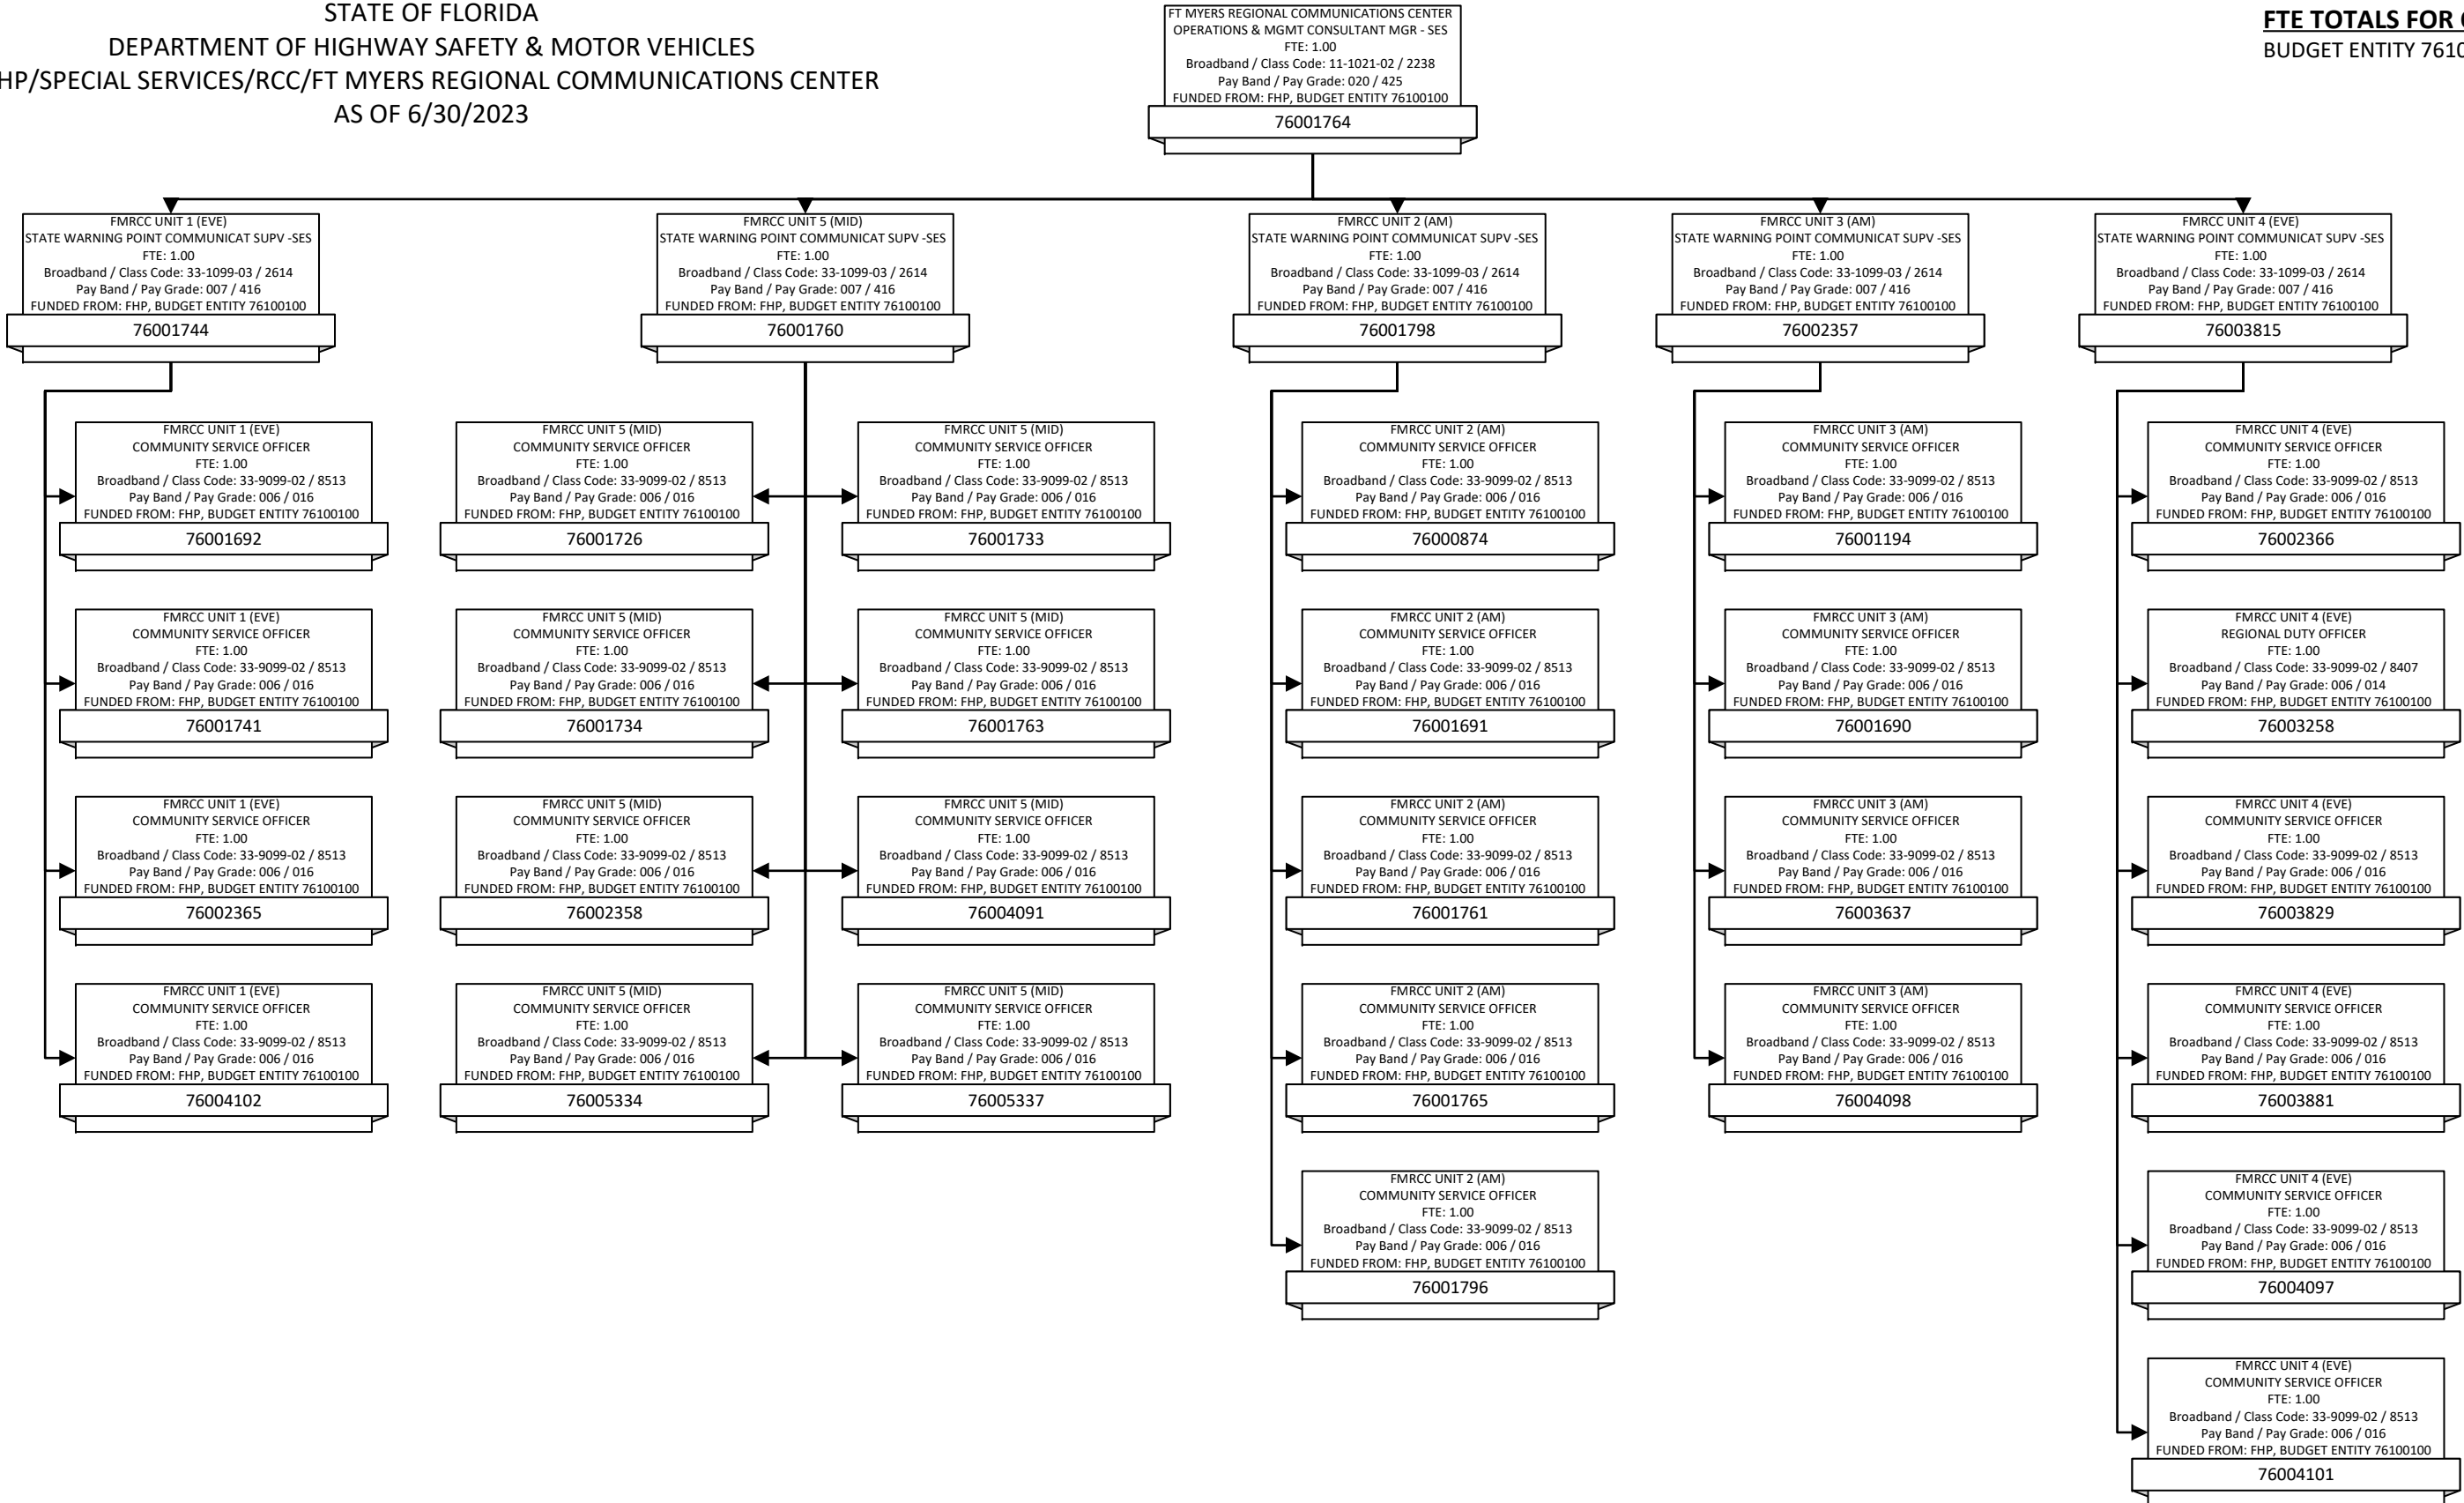 STATE OF FLORIDA
DEPARTMENT OF HIGHWAY SAFETY & MOTOR VEHICLES
HP/SPECIAL SERVICES/RCC/FT MYERS REGIONAL COMMUNICATIONS CENTER
AS OF 6/30/2023
FT MYERS REGIONAL COMMUNICATIONS CENTER
OPERATIONS & MGMT CONSULTANT MGR - SES
FTE: 1.00
Broadband / Class Code: 11-1021-02 / 2238
Pay Band / Pay Grade: 020 / 425
FUNDED FROM: FHP, BUDGET ENTITY 76100100
76001764
FTE TOTALS FOR
BUDGET ENTITY 7610
FMRCC UNIT 1 (EVE)
STATE WARNING POINT COMMUNICAT SUPV -SES
FTE: 1.00
Broadband / Class Code: 33-1099-03 / 2614
Pay Band / Pay Grade: 007 / 416
FUNDED FROM: FHP, BUDGET ENTITY 76100100
76001744
FMRCC UNIT 5 (MID)
STATE WARNING POINT COMMUNICAT SUPV -SES
FTE: 1.00
Broadband / Class Code: 33-1099-03 / 2614
Pay Band / Pay Grade: 007 / 416
FUNDED FROM: FHP, BUDGET ENTITY 76100100
76001760
FMRCC UNIT 2 (AM)
STATE WARNING POINT COMMUNICAT SUPV -SES
FTE: 1.00
Broadband / Class Code: 33-1099-03 / 2614
Pay Band / Pay Grade: 007 / 416
FUNDED FROM: FHP, BUDGET ENTITY 76100100
76001798
FMRCC UNIT 3 (AM)
STATE WARNING POINT COMMUNICAT SUPV -SES
FTE: 1.00
Broadband / Class Code: 33-1099-03 / 2614
Pay Band / Pay Grade: 007 / 416
FUNDED FROM: FHP, BUDGET ENTITY 76100100
76002357
FMRCC UNIT 4 (EVE)
STATE WARNING POINT COMMUNICAT SUPV -SES
FTE: 1.00
Broadband / Class Code: 33-1099-03 / 2614
Pay Band / Pay Grade: 007 / 416
FUNDED FROM: FHP, BUDGET ENTITY 76100100
76003815
FMRCC UNIT 1 (EVE)
COMMUNITY SERVICE OFFICER
FTE: 1.00
Broadband / Class Code: 33-9099-02 / 8513
Pay Band / Pay Grade: 006 / 016
FUNDED FROM: FHP, BUDGET ENTITY 76100100
76001692
FMRCC UNIT 5 (MID)
COMMUNITY SERVICE OFFICER
FTE: 1.00
Broadband / Class Code: 33-9099-02 / 8513
Pay Band / Pay Grade: 006 / 016
FUNDED FROM: FHP, BUDGET ENTITY 76100100
76001726
FMRCC UNIT 5 (MID)
COMMUNITY SERVICE OFFICER
FTE: 1.00
Broadband / Class Code: 33-9099-02 / 8513
Pay Band / Pay Grade: 006 / 016
FUNDED FROM: FHP, BUDGET ENTITY 76100100
76001733
FMRCC UNIT 2 (AM)
COMMUNITY SERVICE OFFICER
FTE: 1.00
Broadband / Class Code: 33-9099-02 / 8513
Pay Band / Pay Grade: 006 / 016
FUNDED FROM: FHP, BUDGET ENTITY 76100100
76000874
FMRCC UNIT 3 (AM)
COMMUNITY SERVICE OFFICER
FTE: 1.00
Broadband / Class Code: 33-9099-02 / 8513
Pay Band / Pay Grade: 006 / 016
FUNDED FROM: FHP, BUDGET ENTITY 76100100
76001194
FMRCC UNIT 4 (EVE)
COMMUNITY SERVICE OFFICER
FTE: 1.00
Broadband / Class Code: 33-9099-02 / 8513
Pay Band / Pay Grade: 006 / 016
FUNDED FROM: FHP, BUDGET ENTITY 76100100
76002366
FMRCC UNIT 1 (EVE)
COMMUNITY SERVICE OFFICER
FTE: 1.00
Broadband / Class Code: 33-9099-02 / 8513
Pay Band / Pay Grade: 006 / 016
FUNDED FROM: FHP, BUDGET ENTITY 76100100
76001741
FMRCC UNIT 5 (MID)
COMMUNITY SERVICE OFFICER
FTE: 1.00
Broadband / Class Code: 33-9099-02 / 8513
Pay Band / Pay Grade: 006 / 016
FUNDED FROM: FHP, BUDGET ENTITY 76100100
76001734
FMRCC UNIT 5 (MID)
COMMUNITY SERVICE OFFICER
FTE: 1.00
Broadband / Class Code: 33-9099-02 / 8513
Pay Band / Pay Grade: 006 / 016
FUNDED FROM: FHP, BUDGET ENTITY 76100100
76001763
FMRCC UNIT 2 (AM)
COMMUNITY SERVICE OFFICER
FTE: 1.00
Broadband / Class Code: 33-9099-02 / 8513
Pay Band / Pay Grade: 006 / 016
FUNDED FROM: FHP, BUDGET ENTITY 76100100
76001691
FMRCC UNIT 3 (AM)
COMMUNITY SERVICE OFFICER
FTE: 1.00
Broadband / Class Code: 33-9099-02 / 8513
Pay Band / Pay Grade: 006 / 016
FUNDED FROM: FHP, BUDGET ENTITY 76100100
76001690
FMRCC UNIT 4 (EVE)
REGIONAL DUTY OFFICER
FTE: 1.00
Broadband / Class Code: 33-9099-02 / 8407
Pay Band / Pay Grade: 006 / 014
FUNDED FROM: FHP, BUDGET ENTITY 76100100
76003258
FMRCC UNIT 1 (EVE)
COMMUNITY SERVICE OFFICER
FTE: 1.00
Broadband / Class Code: 33-9099-02 / 8513
Pay Band / Pay Grade: 006 / 016
FUNDED FROM: FHP, BUDGET ENTITY 76100100
76002365
FMRCC UNIT 5 (MID)
COMMUNITY SERVICE OFFICER
FTE: 1.00
Broadband / Class Code: 33-9099-02 / 8513
Pay Band / Pay Grade: 006 / 016
FUNDED FROM: FHP, BUDGET ENTITY 76100100
76002358
FMRCC UNIT 5 (MID)
COMMUNITY SERVICE OFFICER
FTE: 1.00
Broadband / Class Code: 33-9099-02 / 8513
Pay Band / Pay Grade: 006 / 016
FUNDED FROM: FHP, BUDGET ENTITY 76100100
76004091
FMRCC UNIT 2 (AM)
COMMUNITY SERVICE OFFICER
FTE: 1.00
Broadband / Class Code: 33-9099-02 / 8513
Pay Band / Pay Grade: 006 / 016
FUNDED FROM: FHP, BUDGET ENTITY 76100100
76001761
FMRCC UNIT 3 (AM)
COMMUNITY SERVICE OFFICER
FTE: 1.00
Broadband / Class Code: 33-9099-02 / 8513
Pay Band / Pay Grade: 006 / 016
FUNDED FROM: FHP, BUDGET ENTITY 76100100
76003637
FMRCC UNIT 4 (EVE)
COMMUNITY SERVICE OFFICER
FTE: 1.00
Broadband / Class Code: 33-9099-02 / 8513
Pay Band / Pay Grade: 006 / 016
FUNDED FROM: FHP, BUDGET ENTITY 76100100
76003829
FMRCC UNIT 1 (EVE)
COMMUNITY SERVICE OFFICER
FTE: 1.00
Broadband / Class Code: 33-9099-02 / 8513
Pay Band / Pay Grade: 006 / 016
FUNDED FROM: FHP, BUDGET ENTITY 76100100
76004102
FMRCC UNIT 5 (MID)
COMMUNITY SERVICE OFFICER
FTE: 1.00
Broadband / Class Code: 33-9099-02 / 8513
Pay Band / Pay Grade: 006 / 016
FUNDED FROM: FHP, BUDGET ENTITY 76100100
76005334
FMRCC UNIT 5 (MID)
COMMUNITY SERVICE OFFICER
FTE: 1.00
Broadband / Class Code: 33-9099-02 / 8513
Pay Band / Pay Grade: 006 / 016
FUNDED FROM: FHP, BUDGET ENTITY 76100100
76005337
FMRCC UNIT 2 (AM)
COMMUNITY SERVICE OFFICER
FTE: 1.00
Broadband / Class Code: 33-9099-02 / 8513
Pay Band / Pay Grade: 006 / 016
FUNDED FROM: FHP, BUDGET ENTITY 76100100
76001765
FMRCC UNIT 3 (AM)
COMMUNITY SERVICE OFFICER
FTE: 1.00
Broadband / Class Code: 33-9099-02 / 8513
Pay Band / Pay Grade: 006 / 016
FUNDED FROM: FHP, BUDGET ENTITY 76100100
76004098
FMRCC UNIT 4 (EVE)
COMMUNITY SERVICE OFFICER
FTE: 1.00
Broadband / Class Code: 33-9099-02 / 8513
Pay Band / Pay Grade: 006 / 016
FUNDED FROM: FHP, BUDGET ENTITY 76100100
76003881
FMRCC UNIT 2 (AM)
COMMUNITY SERVICE OFFICER
FTE: 1.00
Broadband / Class Code: 33-9099-02 / 8513
Pay Band / Pay Grade: 006 / 016
FUNDED FROM: FHP, BUDGET ENTITY 76100100
76001796
FMRCC UNIT 4 (EVE)
COMMUNITY SERVICE OFFICER
FTE: 1.00
Broadband / Class Code: 33-9099-02 / 8513
Pay Band / Pay Grade: 006 / 016
FUNDED FROM: FHP, BUDGET ENTITY 76100100
76004097
FMRCC UNIT 4 (EVE)
COMMUNITY SERVICE OFFICER
FTE: 1.00
Broadband / Class Code: 33-9099-02 / 8513
Pay Band / Pay Grade: 006 / 016
FUNDED FROM: FHP, BUDGET ENTITY 76100100
76004101